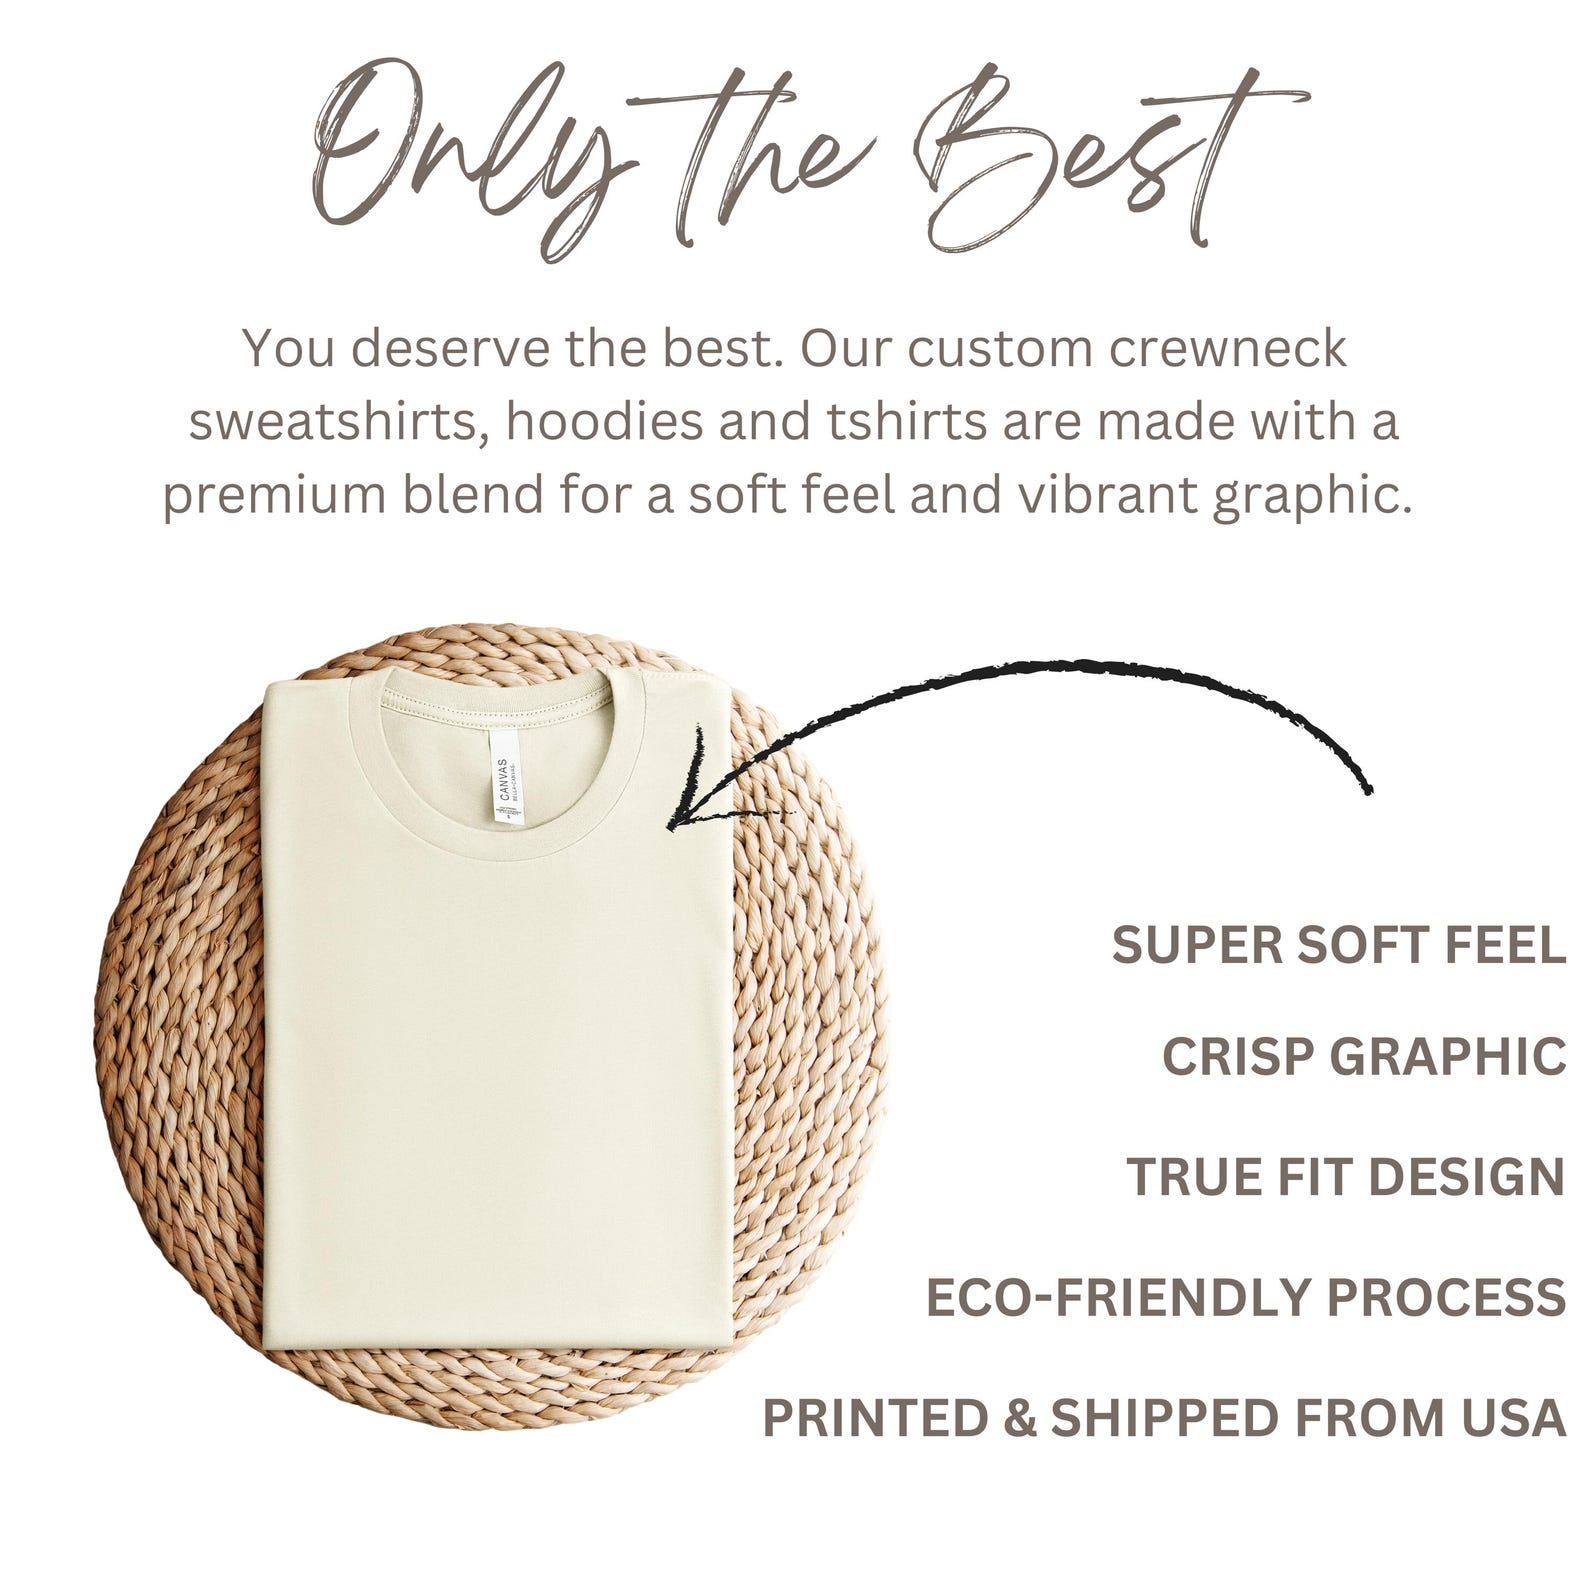 Only the Best
You deserve the best. Our custom crewneck
sweatshirts, hoodies and tshirts are made with a
premium blend for a soft feel and vibrant graphic.
CANVAS
BELLA+CANVAS.
S
SUPER SOFT FEEL
CRISP GRAPHIC
TRUE FIT DESIGN
ECO-FRIENDLY PROCESS
PRINTED & SHIPPED FROM USA